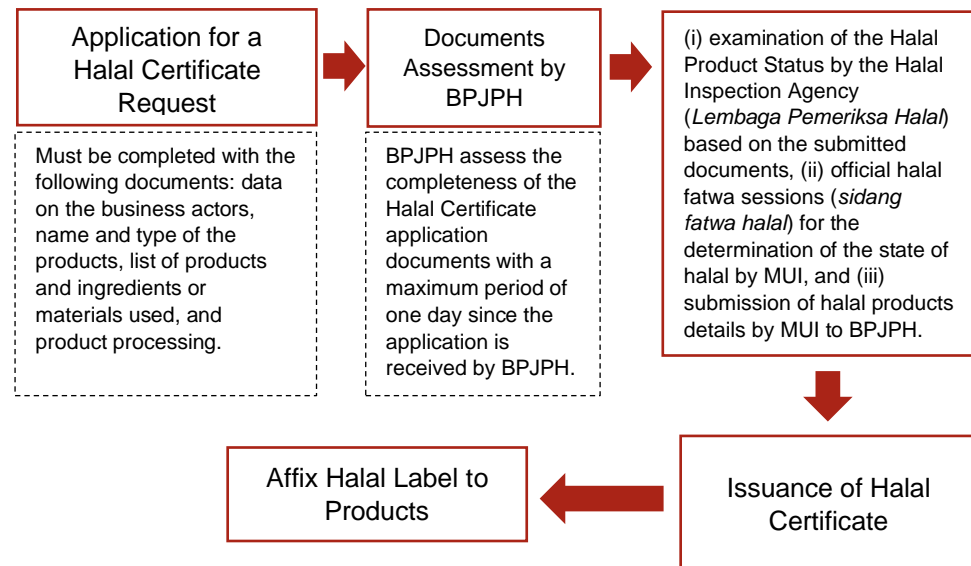 Application for a
Halal Certificate
Request
Must be completed with the
following documents: data
on the business actors,
name and type of the
products, list of products
and ingredients or
materials used, and
product processing.
Documents
Assessment by
BPJPH
BPJPH assess the
completeness of the
Halal Certificate
application
documents with a
maximum period of
one day since the
application is
received by BPJPH.
(i) examination of the Halal
Product Status by the Halal
Inspection Agency
(Lembaga Pemeriksa Halal)
based on the submitted
documents, (ii) official halal
fatwa sessions (sidang
fatwa halal) for the
determination of the state of
halal by MUI, and (iii)
submission of halal products
details by MUI to BPJPH.
Issuance of Halal
Certificate
Affix Halal Label to
Products